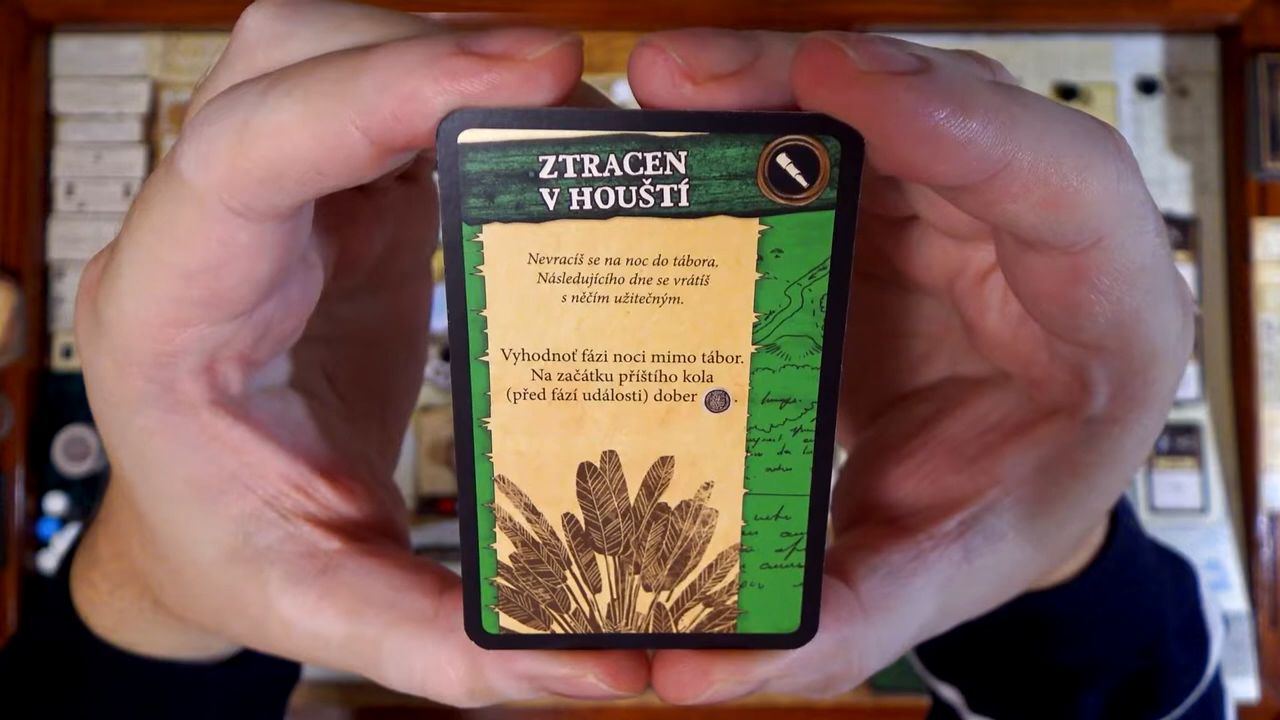 ZTRACEN
V HOUŠTÍ
Nevracíš se na noc do tábora.
Následujícího dne se vrátíš
s něčím užitečným.
Vyhodnoť fázi noci mimo tábor.
Na začátku příštího kola
(před fází události) dober .